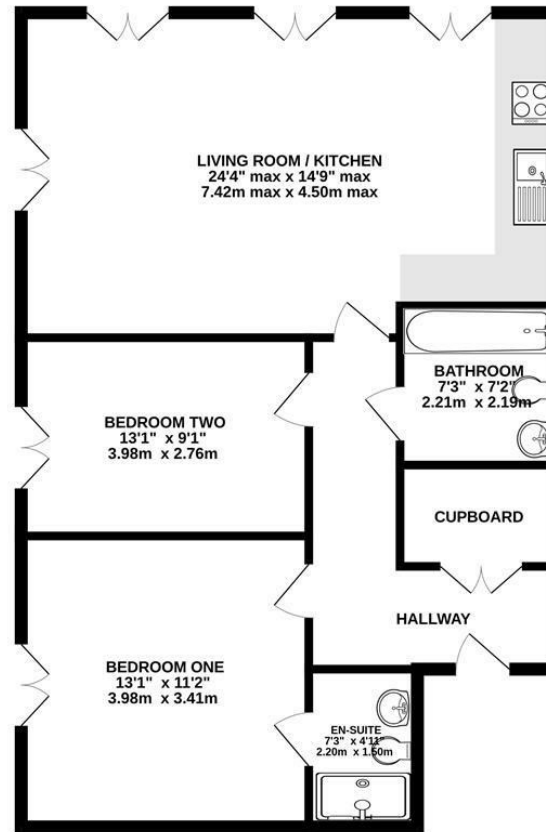 LIVING ROOM / KITCHEN
24'4" max x 14'9" max
7.42m max x 4.50m max
BATHROOM
7'3" x 7'2"
2.21m x 2.19m
BEDROOM TWO
13'1" x 9'1"
3.98m x 2.76m
CUPBOARD
HALLWAY
BEDROOM ONE
13'1" x 11'2"
3.98m x 3.41m
EN-SUITE
7'3" x 4'11"
2.20m x 1.50m